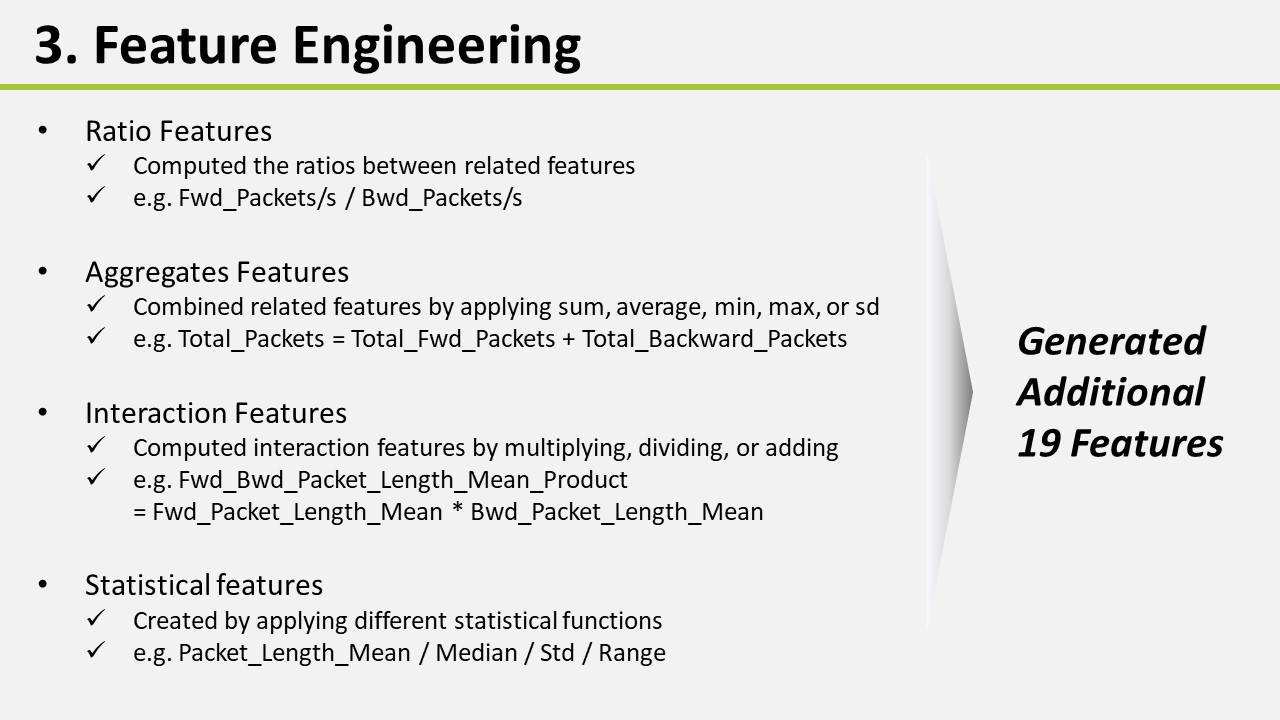 3. Feature Engineering
• Ratio Features
✓ Computed the ratios between related features
✓ e.g. Fwd_Packets/s / Bwd_Packets/s
• Aggregates Features
✓ Combined related features by applying sum, average, min, max, or sd
✓ e.g. Total_Packets = Total_Fwd_Packets + Total_Backward_Packets
• Interaction Features
✓ Computed interaction features by multiplying, dividing, or adding
✓ e.g. Fwd_Bwd_Packet_Length_Mean_Product
= Fwd_Packet_Length_Mean * Bwd_Packet_Length_Mean
• Statistical features
✓ Created by applying different statistical functions
✓ e.g. Packet_Length_Mean / Median / Std / Range
Generated
Additional
19 Features